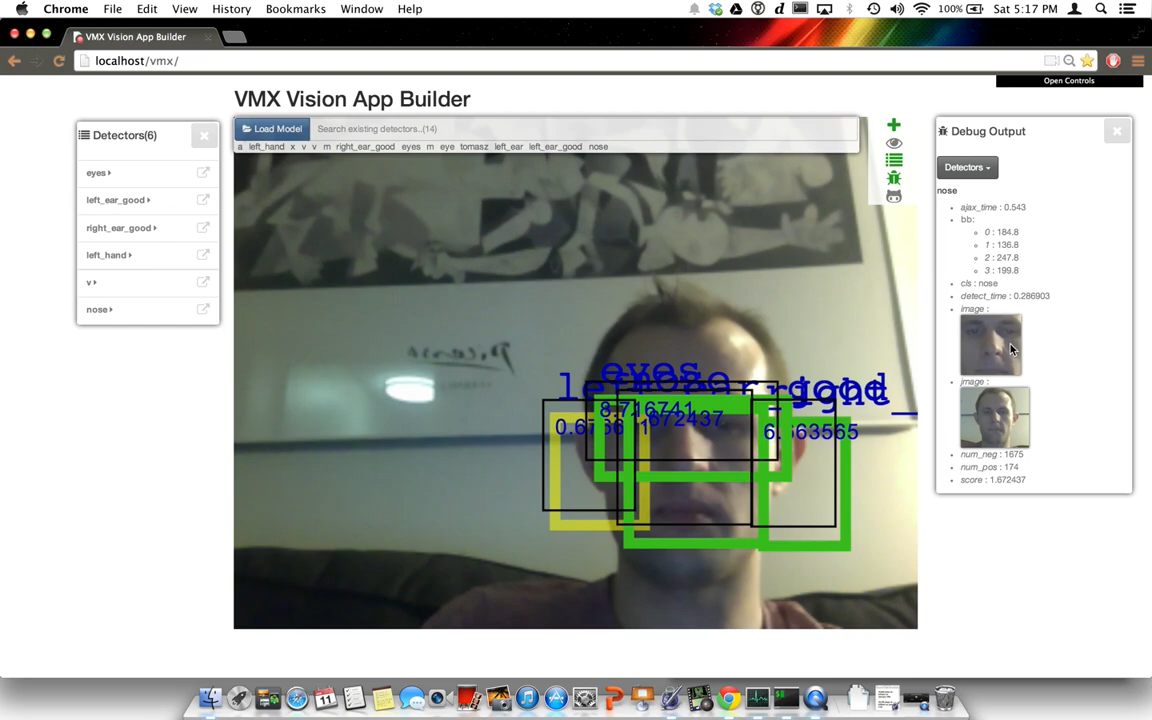 Chrome File Edit View History Bookmarks Window Help 100% Sat 5:17 PM
VMX Vision App Builder
localhost/vmx/
Open Controls
VMX Vision App Builder
Detectors(6)
eyes
left_ear_good
right_ear_good
left_hand
v
nose
Load Model Search existing detectors..(14)
a left_hand x v v m right_ear_good eyes m eye tomasz left_ear left_ear_good nose
Picasso
eyes
8.716741
6.663565
Debug Output
Detectors
nose
ajax_time : 0.543
bb:
0 : 184.8
1 : 136.8
2 : 247.8
3 : 199.8
cls : nose
detect_time : 0.286903
image :
image :
num_neg : 1675
num_pos : 174
score : 1.672437